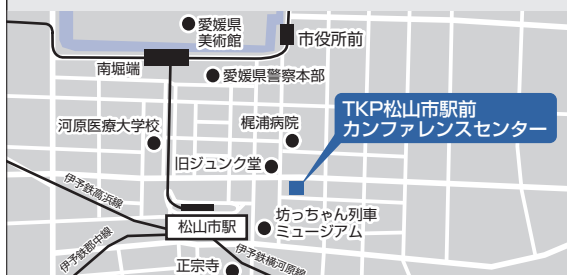 愛媛県
美術館
市役所前
南堀端
愛媛県警察本部
TKP松山市駅前
カンファレンスセンター
梶浦病院
河原医療大学校
旧ジュンク堂
伊予鉄高浜線
坊っちゃん列車
ミュージアム
松山市駅
伊予鉄郡中線
伊予鉄横河原線
正宗寺